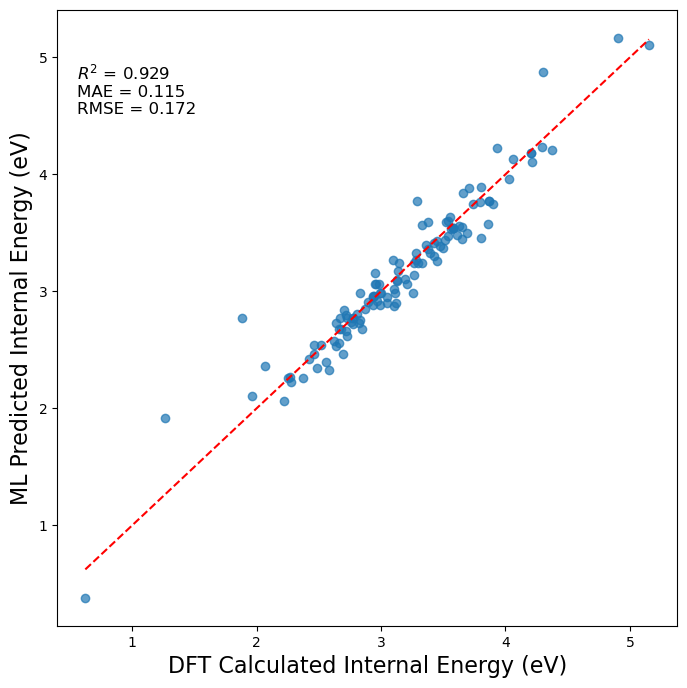 5
4
3
2
1
R² = 0.929
MAE = 0.115
RMSE = 0.172
ML Predicted Internal Energy (eV)
1 2 3 4 5
DFT Calculated Internal Energy (eV)